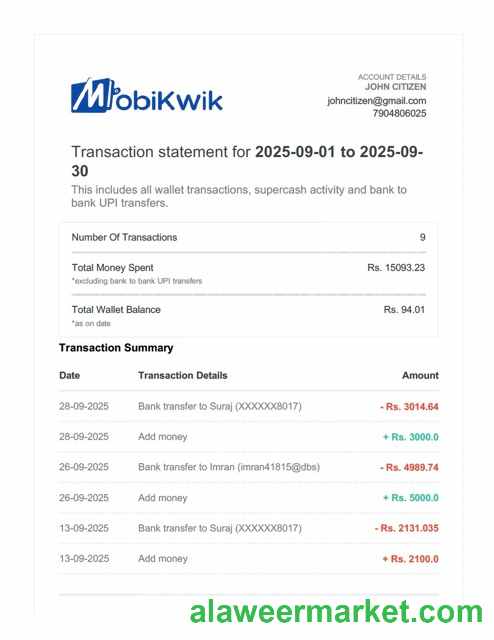 ACCOUNT DETAILS
JOHN CITIZEN
MobiKwik
johncitizen@gmail.com
7904806025
Transaction statement for 2025-09-01 to 2025-09-
30
This includes all wallet transactions, supercash activity and bank to
bank UPI transfers.
Number Of Transactions 9
Total Money Spent Rs. 15093.23
*excluding bank to bank UPI transfers
Total Wallet Balance Rs. 94.01
*as on date
Transaction Summary
Date Transaction Details Amount
28-09-2025 Bank transfer to Suraj (XXXXXX8017) - Rs. 3014.64
28-09-2025 Add money + Rs. 3000.0
26-09-2025 Bank transfer to Imran (imran41815@dbs) - Rs. 4989.74
26-09-2025 Add money + Rs. 5000.0
13-09-2025 Bank transfer to Suraj (XXXXXX8017) - Rs. 2131.035
13-09-2025 Add money + Rs. 2100.0
alaweermarket.com